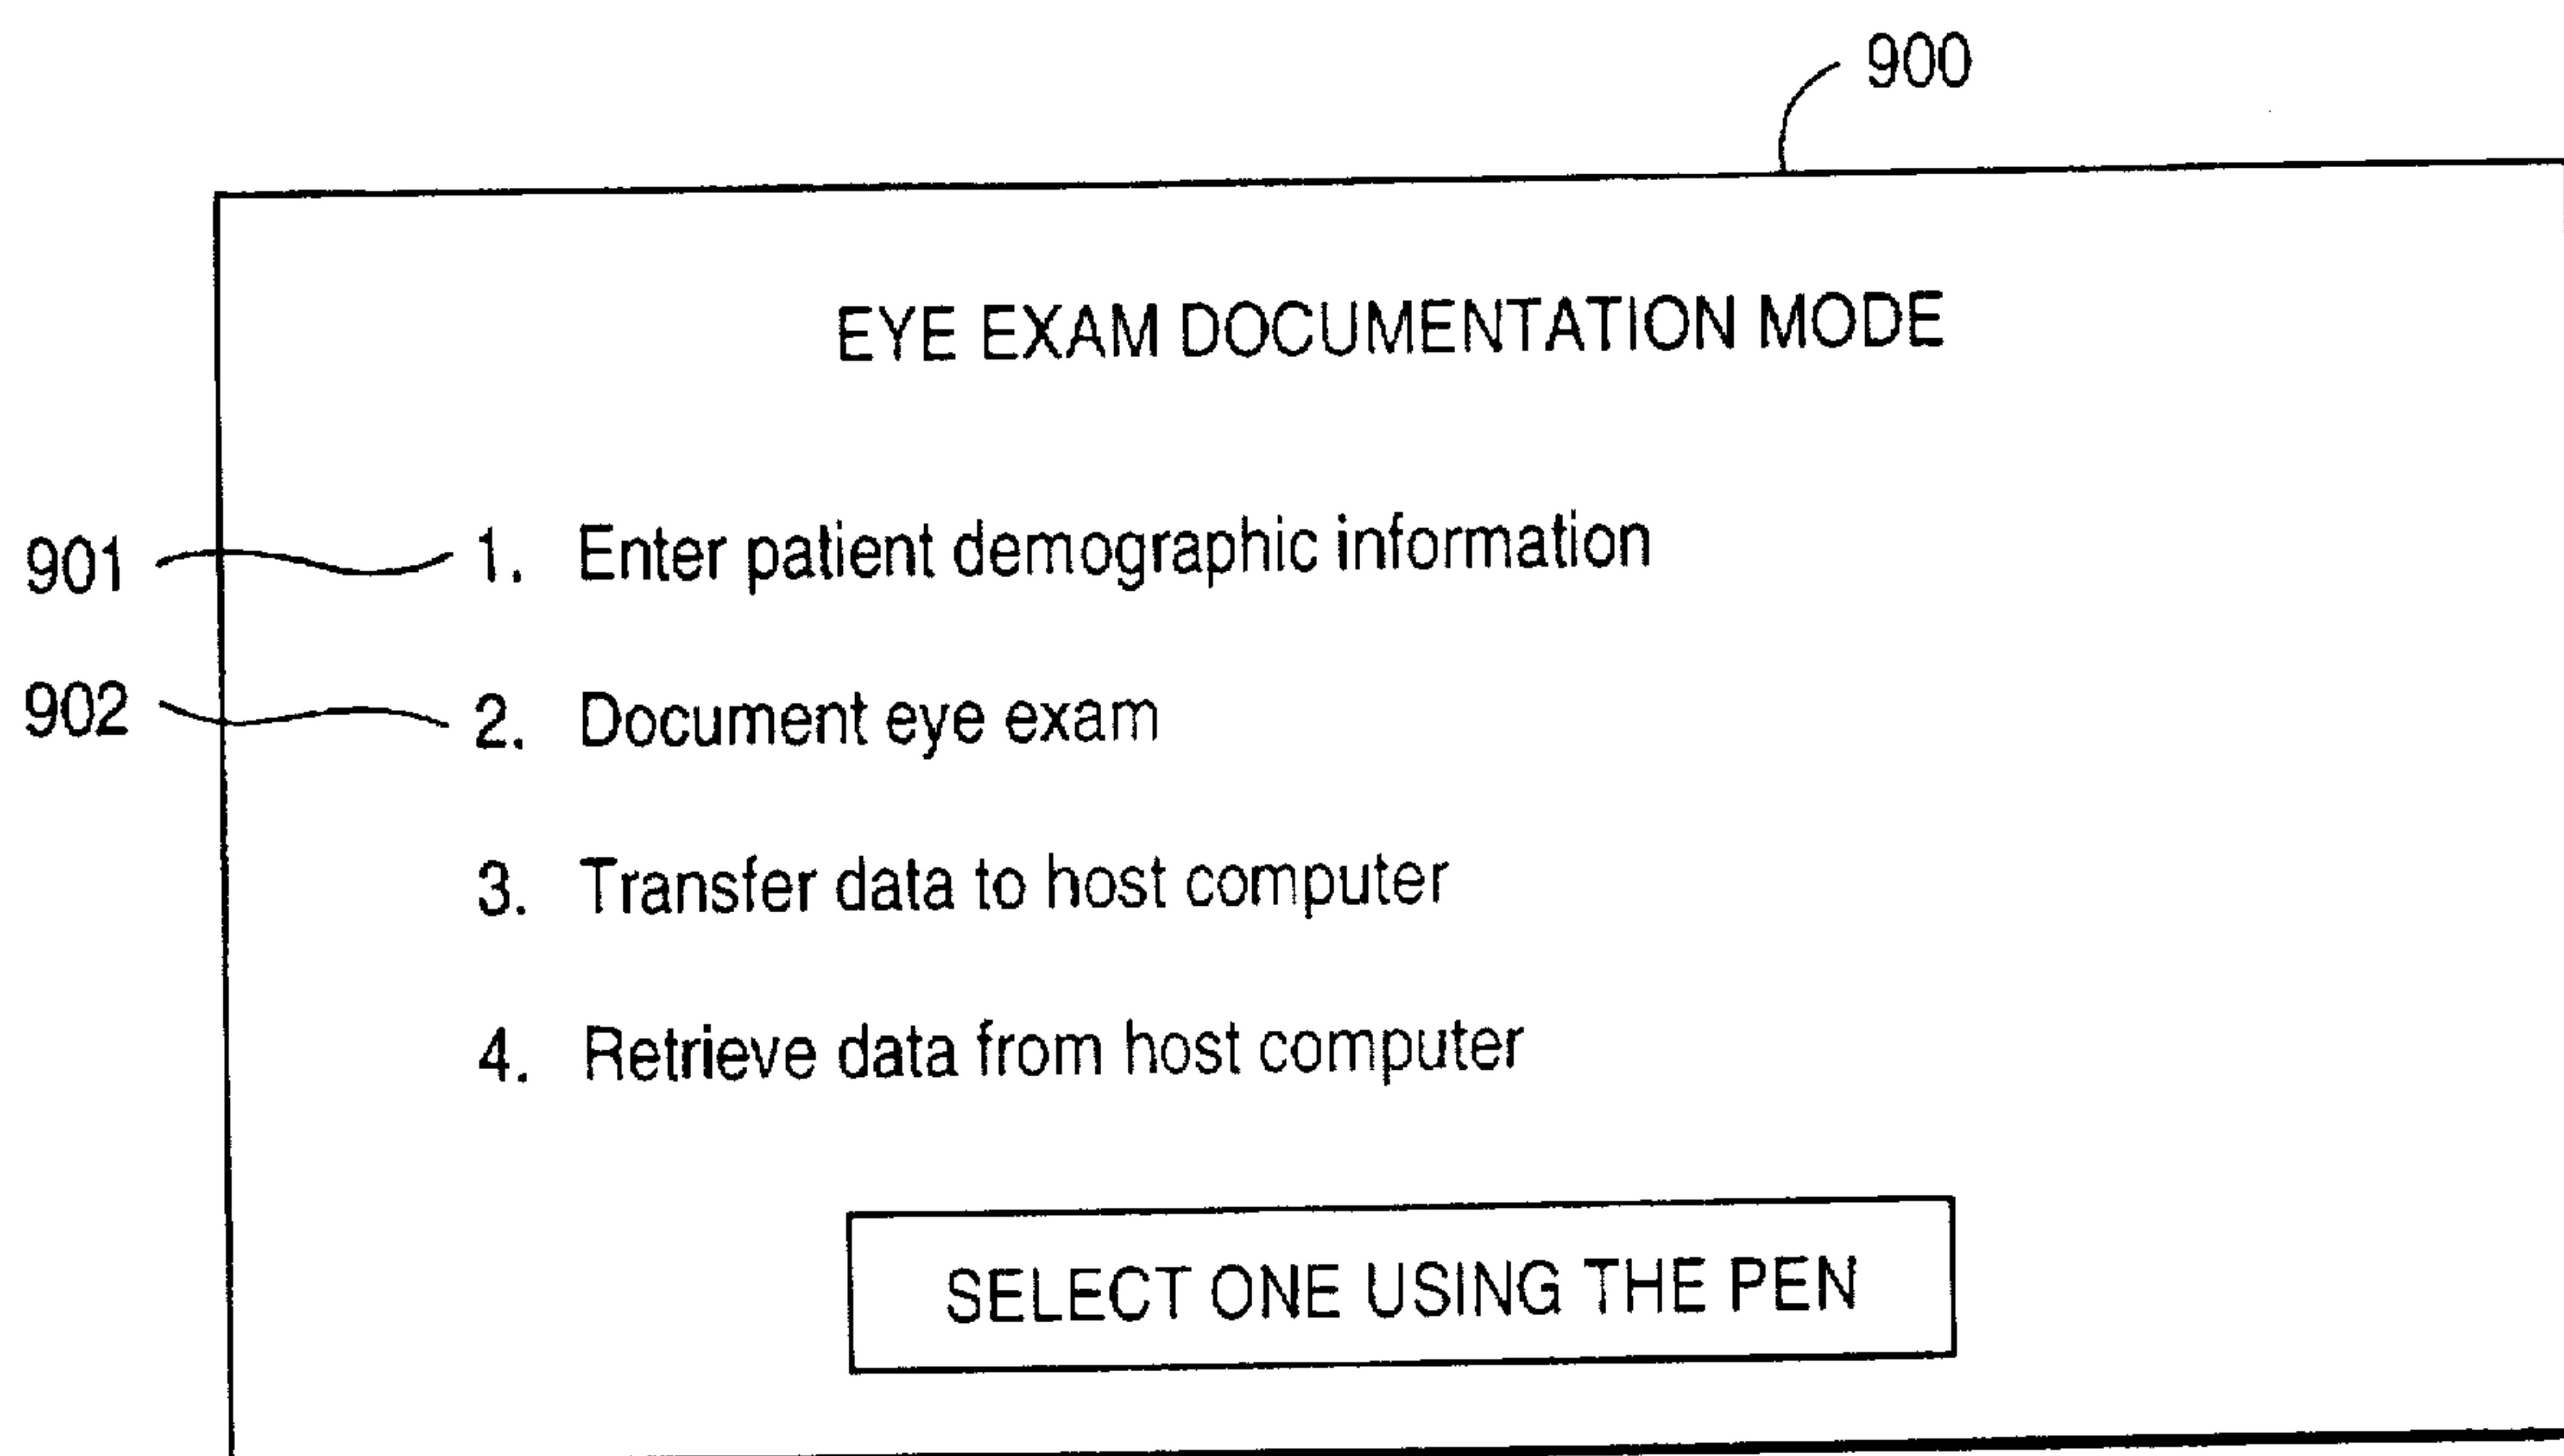 900
EYE EXAM DOCUMENTATION MODE
901 1. Enter patient demographic information
902 2. Document eye exam
3. Transfer data to host computer
4. Retrieve data from host computer
SELECT ONE USING THE PEN